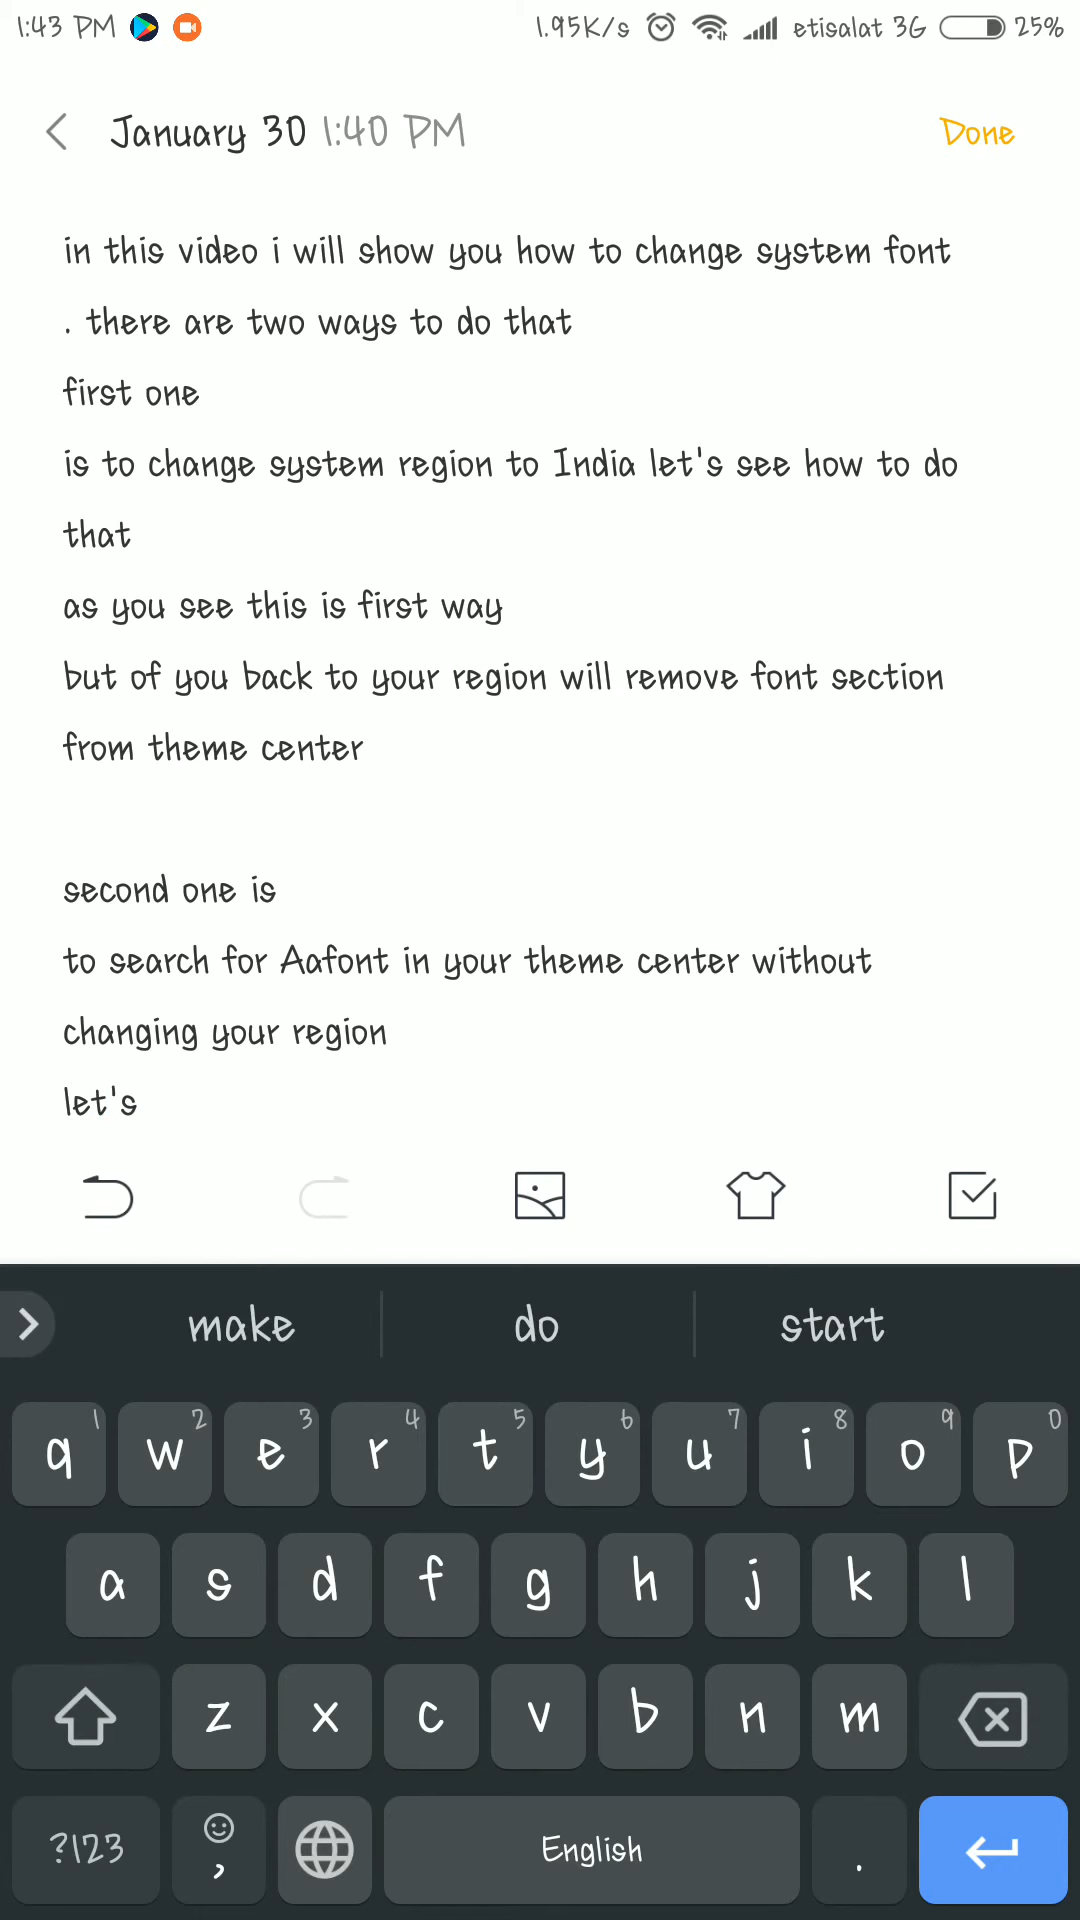 1:43 PM 1.95K/s etisalat 3G 25%
January 30 1:40 PM Done
in this video i will show you how to change system font
. there are two ways to do that
first one
is to change system region to India let's see how to do
that
as you see this is first way
but of you back to your region will remove font section
from theme center
second one is
to search for Aafont in your theme center without
changing your region
let's
make do start
1 2 3 4 5 6 7 8 9 0
q w e r t y u i o p
a s d f g h j k l
z x c v b n m
?123 , English .